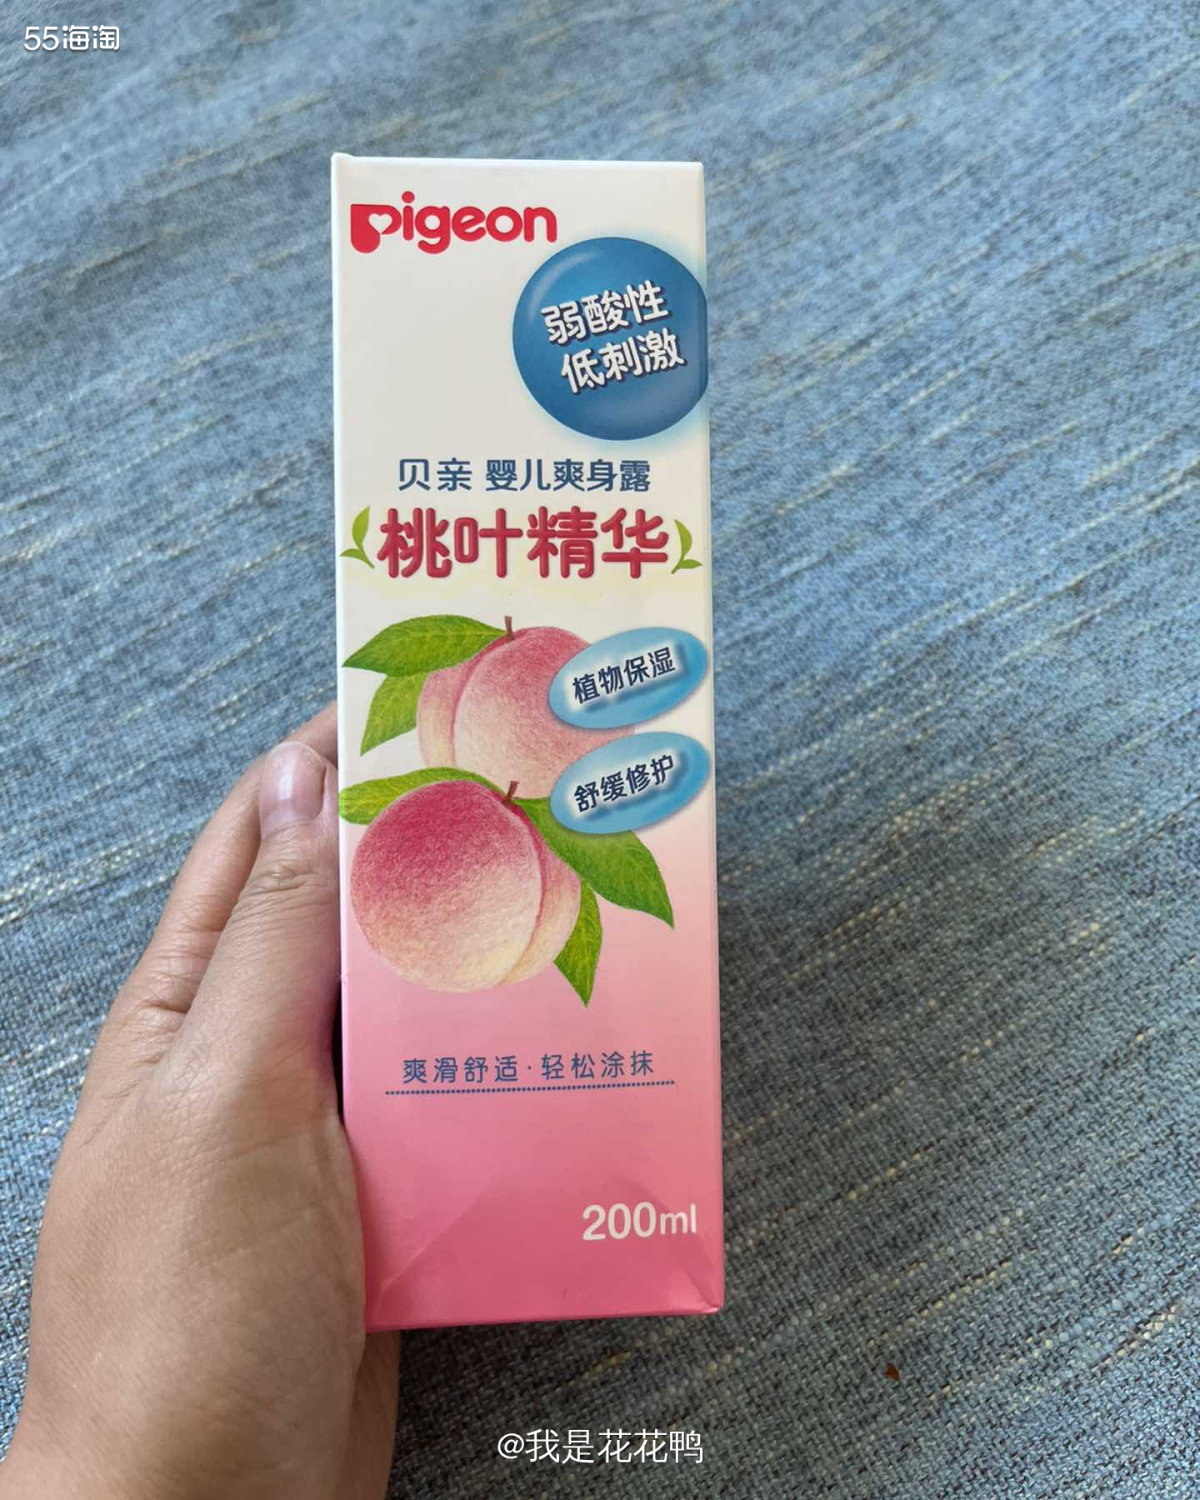 55海淘
Pigeon
弱酸性
低刺激
贝亲 婴儿爽身露
桃叶精华
植物保湿
舒缓修护
爽滑舒适·轻松涂抹
200ml
@我是花花鸭